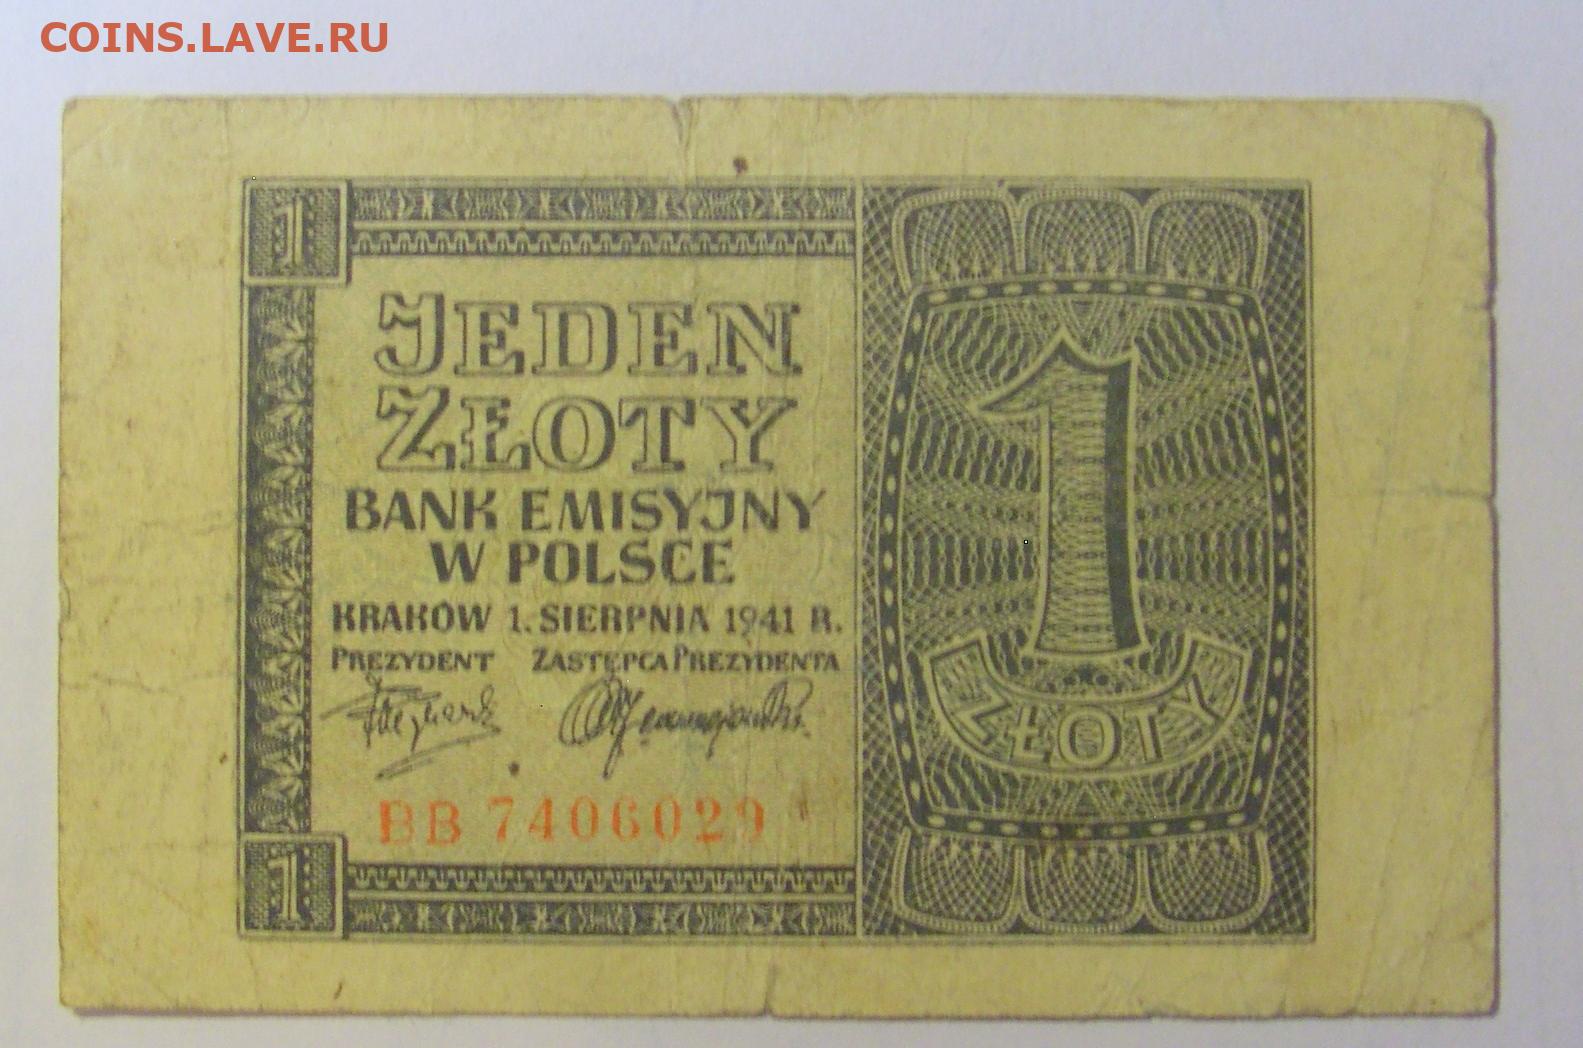 COINS.LAVE.RU
1
JEDEN
ZŁOTY
BANK EMISYJNY
W POLSCE
KRAKÓW 1. SIERPNIA 1941 R.
PREZYDENT ZASTĘPCA PREZYDENTA
BB 7406029
1
1
ZŁOTY